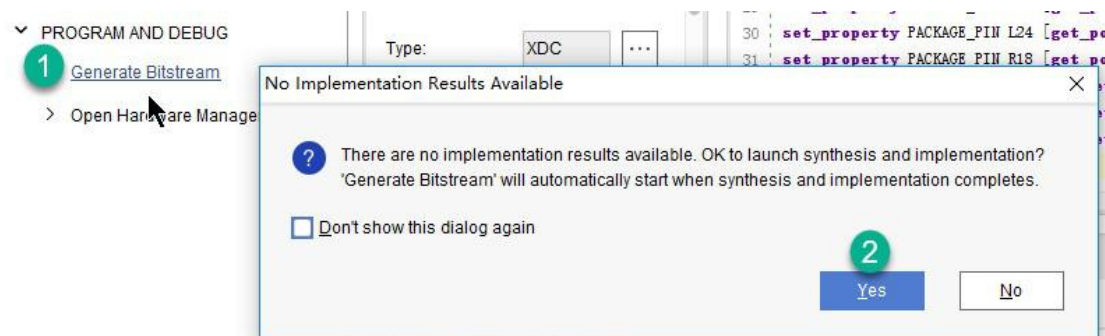 PROGRAM AND DEBUG
1
Generate Bitstream
Open Hardware Manage
Type:
XDC
...
30 set_property PACKAGE_PIN L24 [get_po
31 set_property PACKAGE_PIN R18 [get_po
No Implementation Results Available
There are no implementation results available. OK to launch synthesis and implementation?
'Generate Bitstream' will automatically start when synthesis and implementation completes.
Don't show this dialog again
2
Yes
No